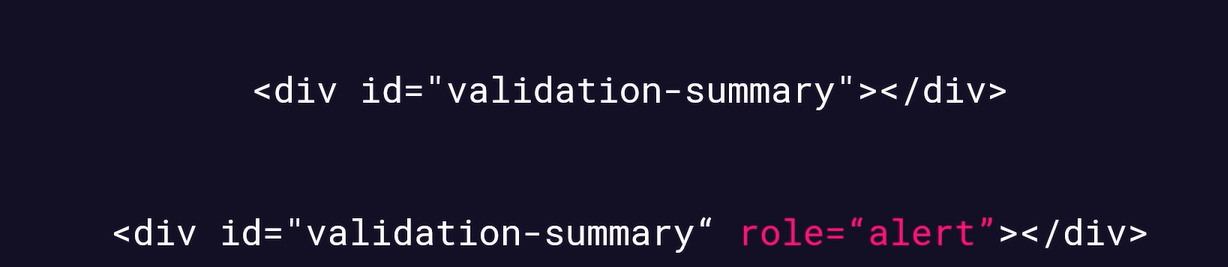 <div id="validation-summary"></div>
<div id="validation-summary“ role=“alert”></div>